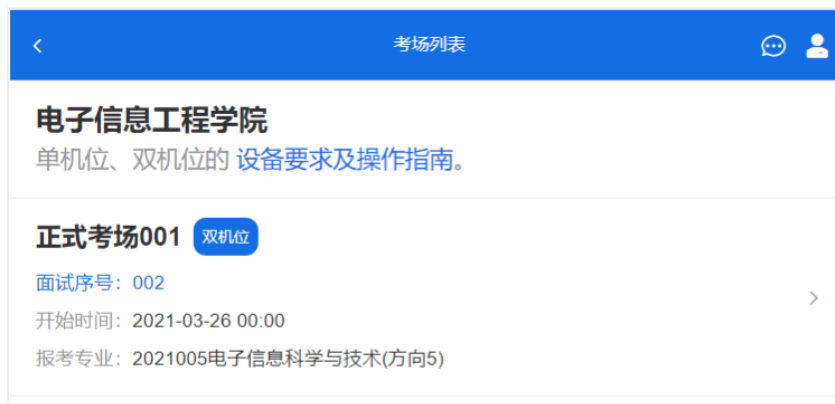 考场列表
电子信息工程学院
单机位、双机位的 设备要求及操作指南。
正式考场001 双机位
面试序号：002
开始时间：2021-03-26 00:00
报考专业：2021005电子信息科学与技术(方向5)